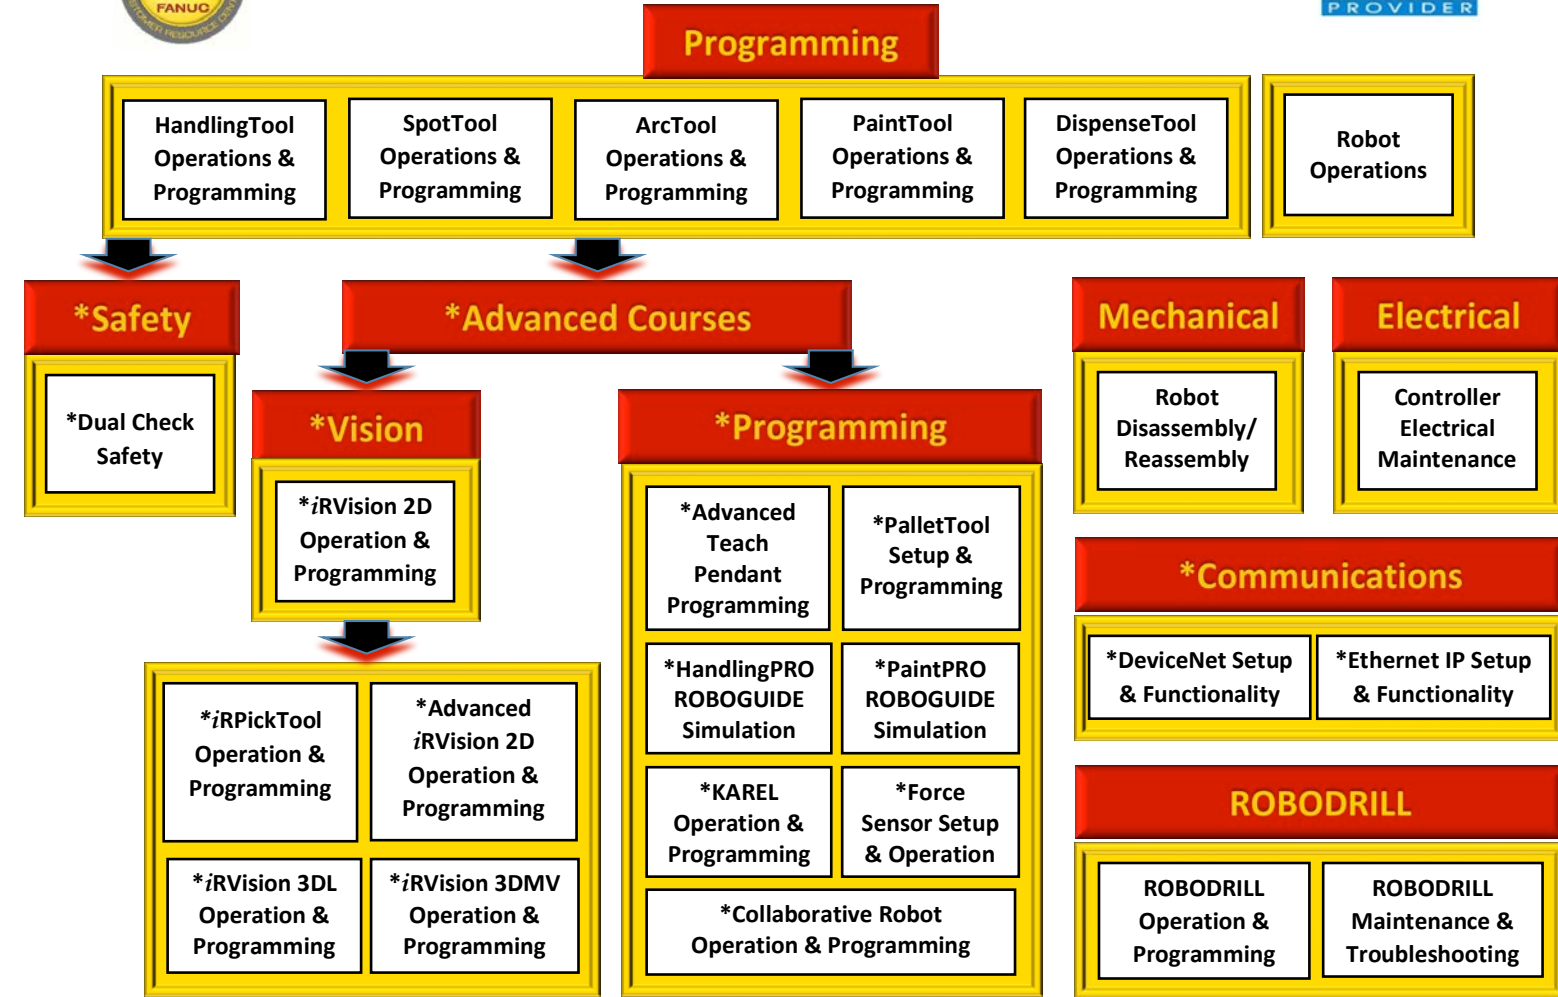 FANUC
CUSTOMER RESOURCE CENTER
PROVIDER
Programming
HandlingTool
Operations &
Programming
SpotTool
Operations &
Programming
ArcTool
Operations &
Programming
PaintTool
Operations &
Programming
DispenseTool
Operations &
Programming
Robot
Operations
*Safety
*Dual Check
Safety
*Advanced Courses
*Vision
*iRVision 2D
Operation &
Programming
*iRPickTool
Operation &
Programming
*Advanced
iRVision 2D
Operation &
Programming
*iRVision 3DL
Operation &
Programming
*iRVision 3DMV
Operation &
Programming
*Programming
*Advanced
Teach
Pendant
Programming
*PalletTool
Setup &
Programming
*HandlingPRO
ROBOGUIDE
Simulation
*PaintPRO
ROBOGUIDE
Simulation
*KAREL
Operation &
Programming
*Force
Sensor Setup
& Operation
*Collaborative Robot
Operation & Programming
Mechanical
Robot
Disassembly/
Reassembly
Electrical
Controller
Electrical
Maintenance
*Communications
*DeviceNet Setup
& Functionality
*Ethernet IP Setup
& Functionality
ROBODRILL
ROBODRILL
Operation &
Programming
ROBODRILL
Maintenance &
Troubleshooting